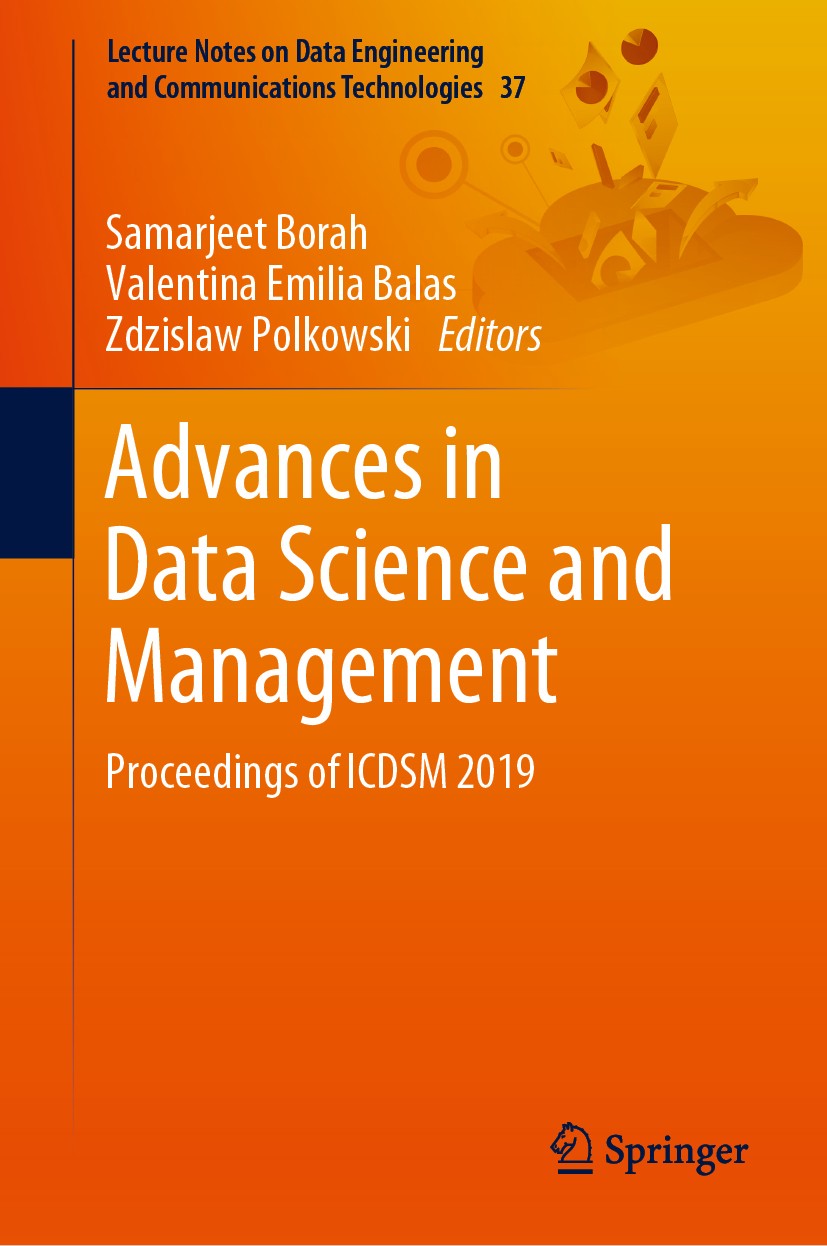 Lecture Notes on Data Engineering
and Communications Technologies 37
Samarjeet Borah
Valentina Emilia Balas
Zdzislaw Polkowski Editors
Advances in
Data Science and
Management
Proceedings of ICDSM 2019
Springer